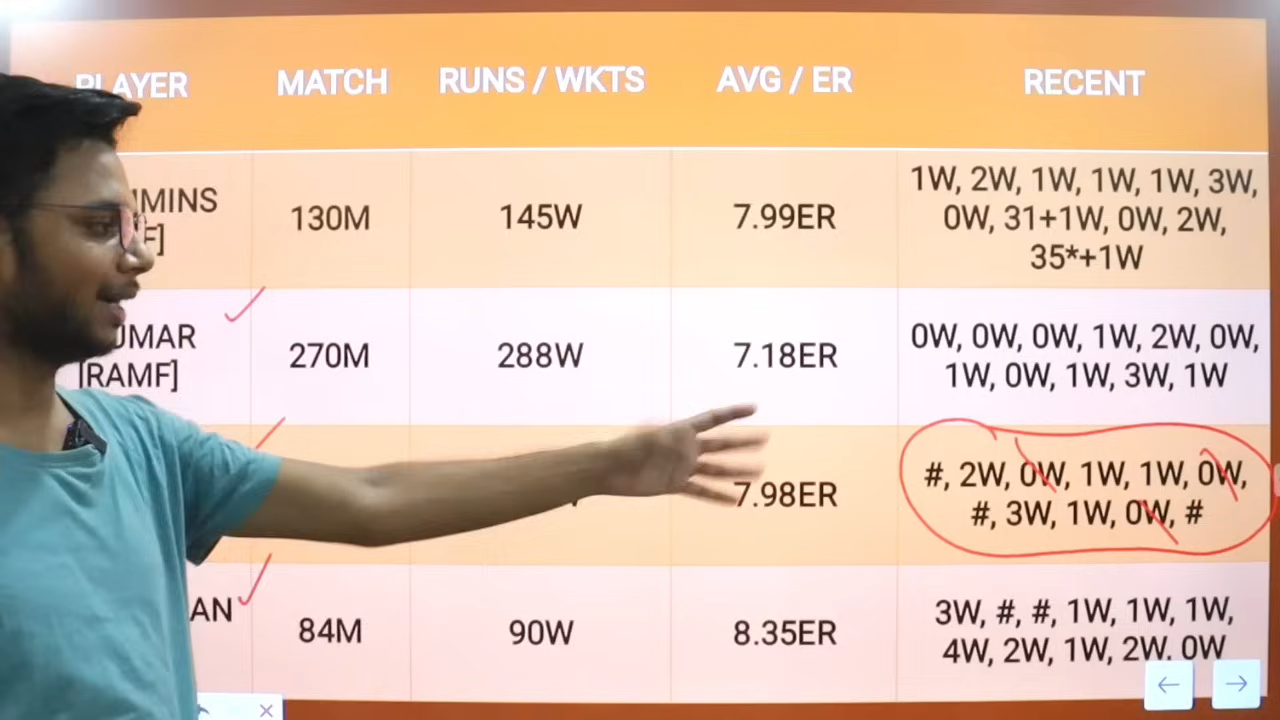 PLAYER MATCH RUNS / WKTS AVG / ER RECENT
MMINS 130M 145W 7.99ER 1W, 2W, 1W, 1W, 1W, 3W,
F] 0W, 31+1W, 0W, 2W,
35*+1W
UMAR 270M 288W 7.18ER 0W, 0W, 0W, 1W, 2W, 0W,
[RAMF] 1W, 0W, 1W, 3W, 1W
7.98ER #, 2W, 0W, 1W, 1W, 0W,
#, 3W, 1W, 0W, #
AN 84M 90W 8.35ER 3W, #, #, 1W, 1W, 1W,
4W, 2W, 1W, 2W, 0W